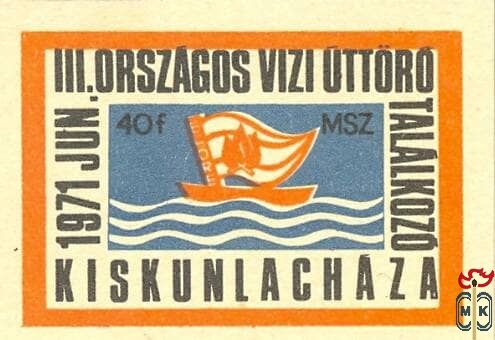 III. ORSZÁGOS VIZI ÚTTÖRŐ
TALÁLKOZÓ
1971 JUN.
KISKUNLACHÁZA
40f MSZ
MK